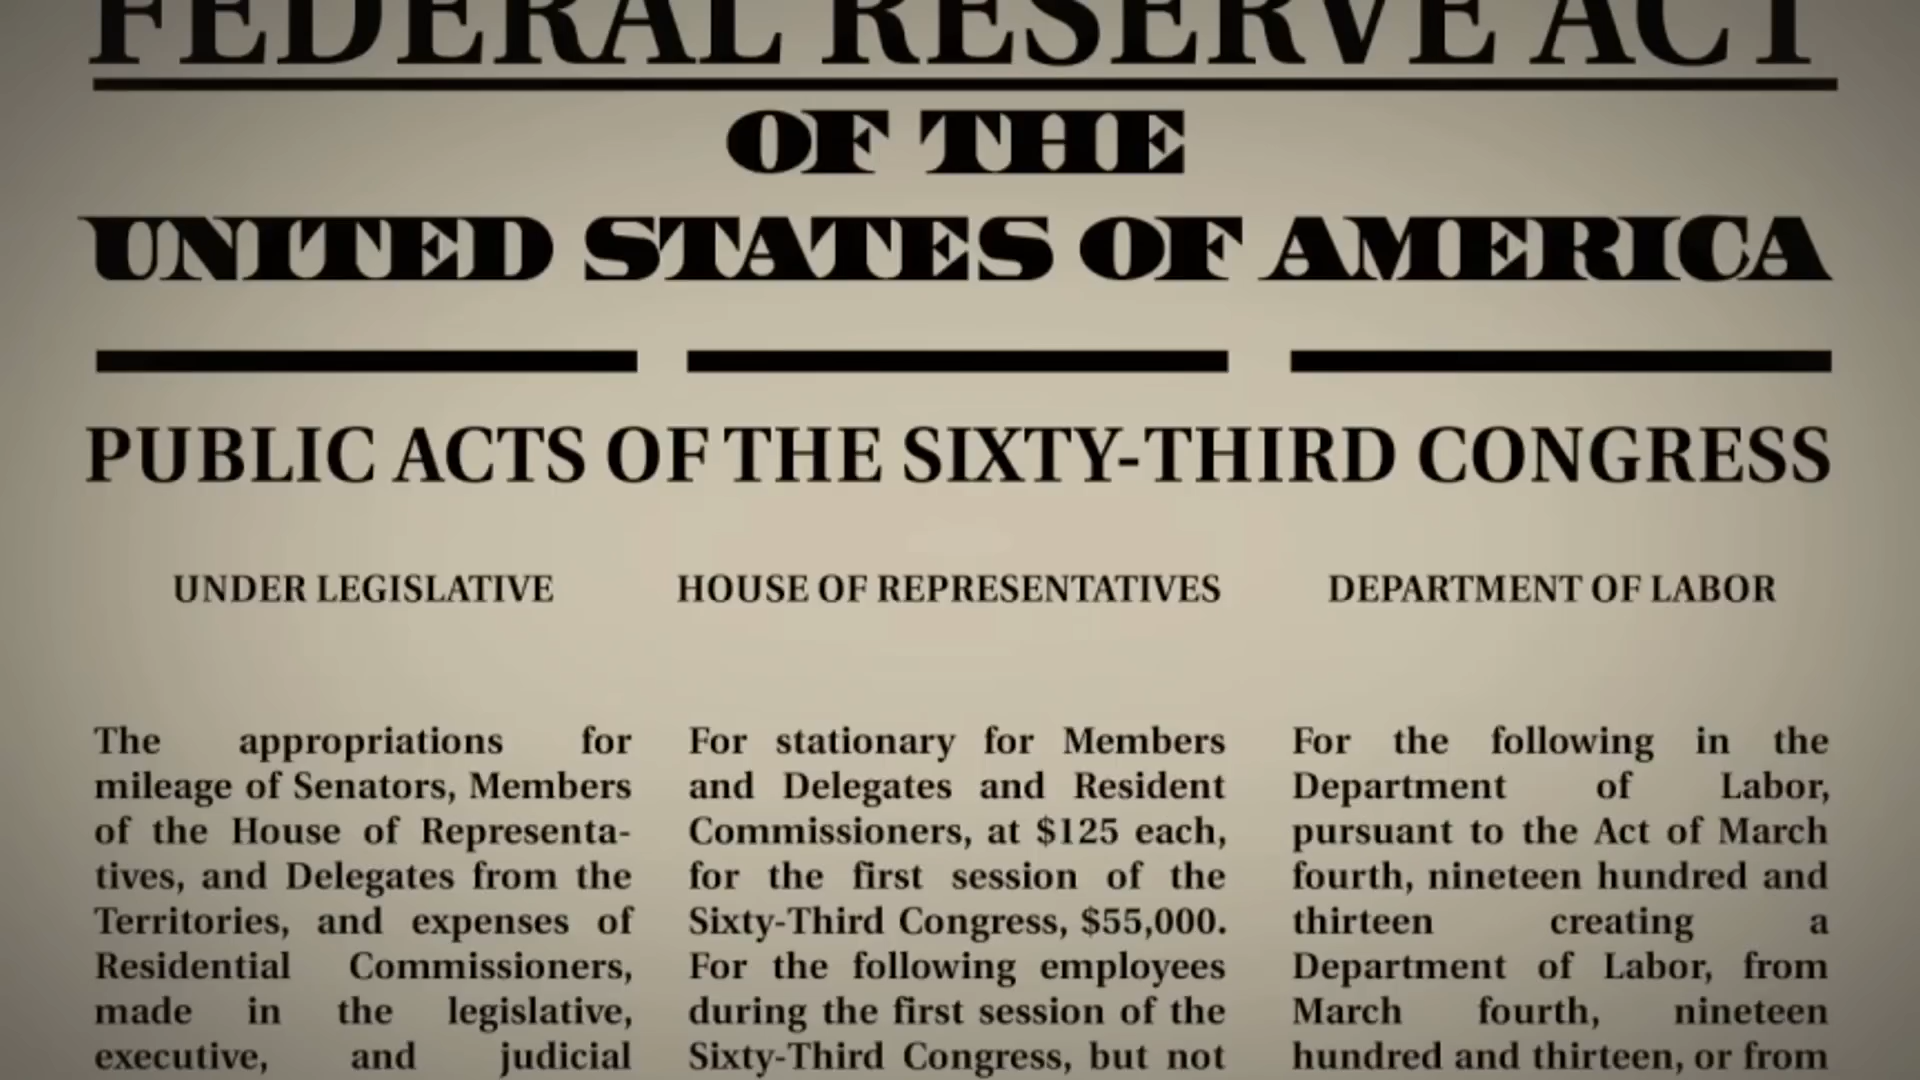 FEDERAL RESERVE ACT
OF THE
UNITED STATES OF AMERICA
PUBLIC ACTS OF THE SIXTY-THIRD CONGRESS
UNDER LEGISLATIVE
The appropriations for
mileage of Senators, Members
of the House of Representa-
tives, and Delegates from the
Territories, and expenses of
Residential Commissioners,
made in the legislative,
executive, and judicial
HOUSE OF REPRESENTATIVES
For stationary for Members
and Delegates and Resident
Commissioners, at $125 each,
for the first session of the
Sixty-Third Congress, $55,000.
For the following employees
during the first session of the
Sixty-Third Congress, but not
DEPARTMENT OF LABOR
For the following in the
Department of Labor,
pursuant to the Act of March
fourth, nineteen hundred and
thirteen creating a
Department of Labor, from
March fourth, nineteen
hundred and thirteen, or from